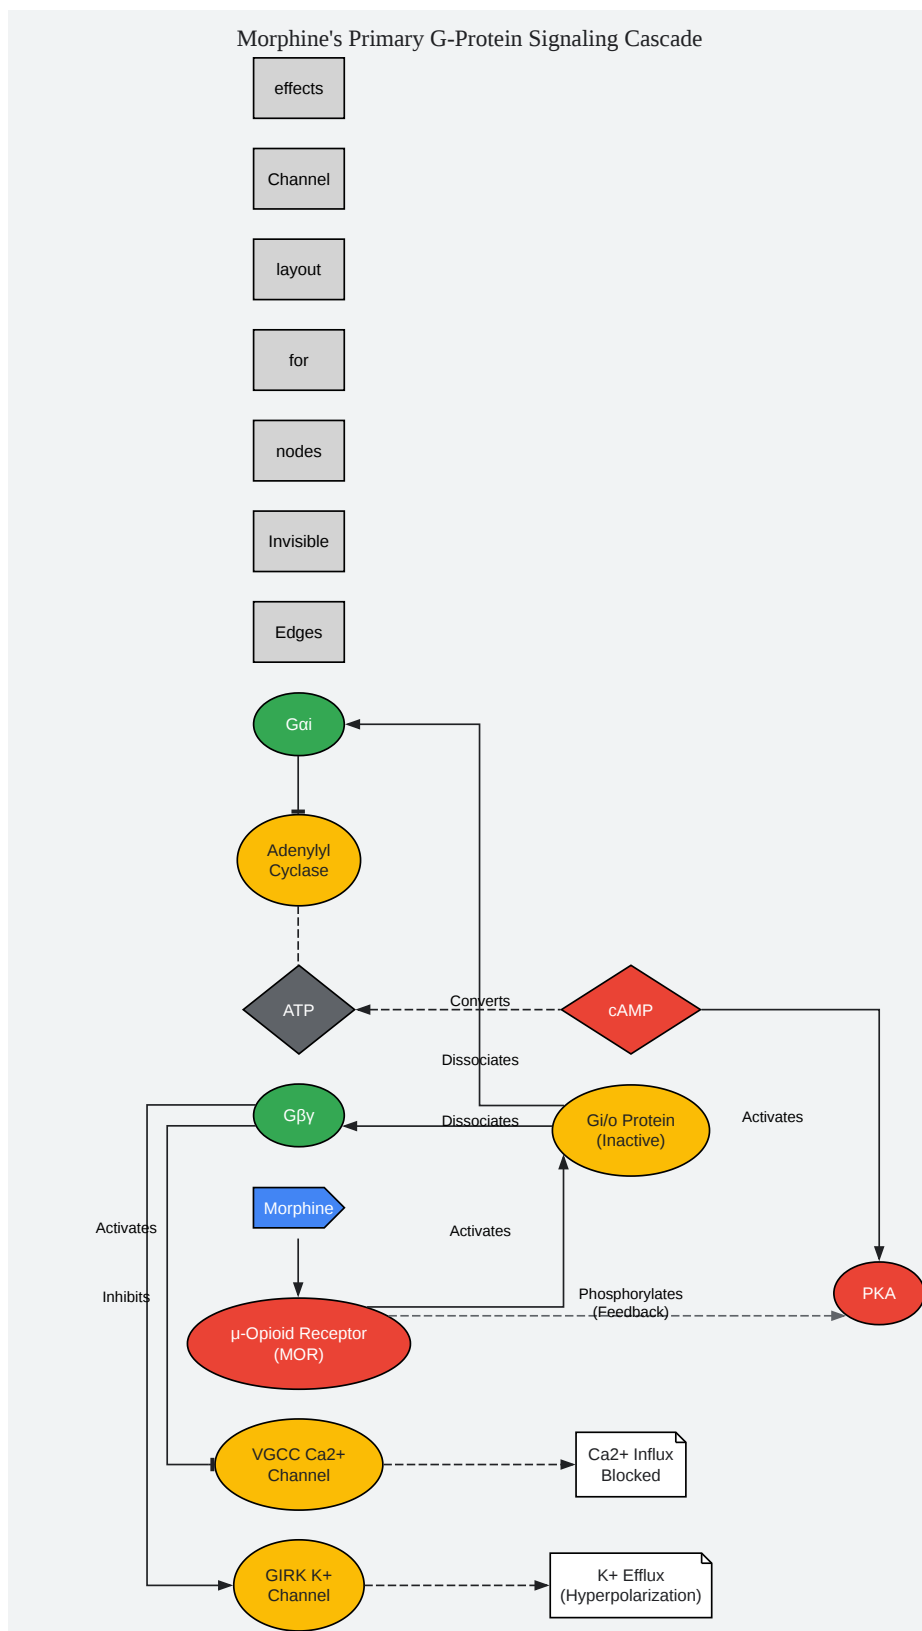 Morphine's Primary G-Protein Signaling Cascade
effects
Channel
layout
for
nodes
Invisible
Edges
Gαi
Adenylyl
Cyclase
ATP
Converts
cAMP
Dissociates
Gβγ
Dissociates
Gi/o Protein
(Inactive)
Activates
Morphine
Activates
Activates
Inhibits
Phosphorylates
(Feedback)
PKA
μ-Opioid Receptor
(MOR)
VGCC Ca2+
Channel
Ca2+ Influx
Blocked
GIRK K+
Channel
K+ Efflux
(Hyperpolarization)